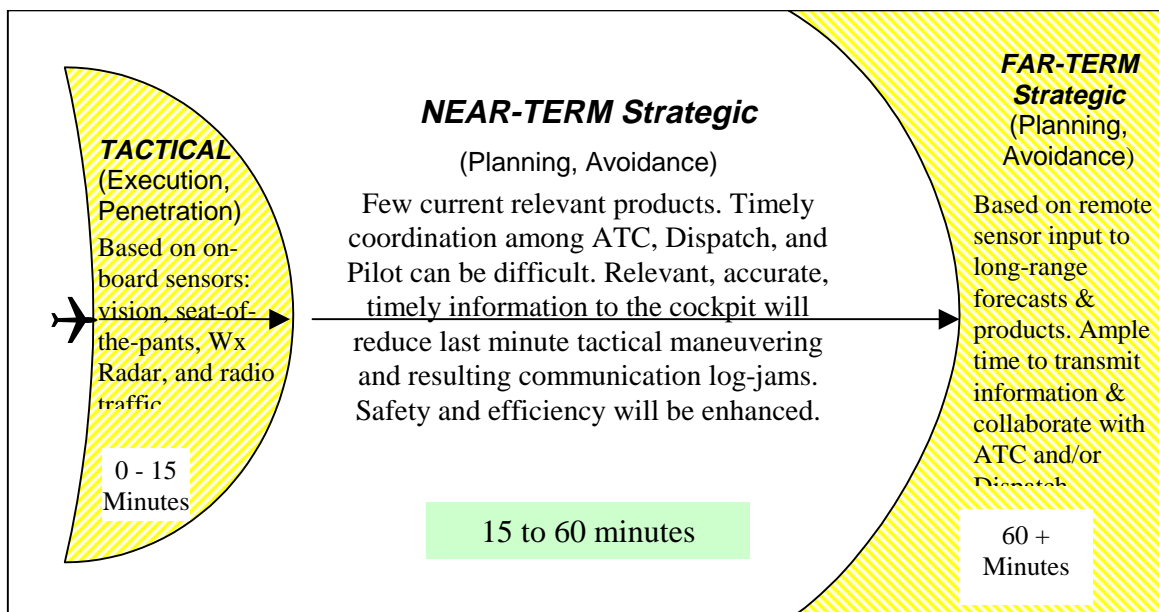 TACTICAL
(Execution,
Penetration)
Based on on-
board sensors:
vision, seat-of-
the-pants, Wx
Radar, and radio
traffic
0 - 15
Minutes
NEAR-TERM Strategic
(Planning, Avoidance)
Few current relevant products. Timely
coordination among ATC, Dispatch, and
Pilot can be difficult. Relevant, accurate,
timely information to the cockpit will
reduce last minute tactical maneuvering
and resulting communication log-jams.
Safety and efficiency will be enhanced.
15 to 60 minutes
FAR-TERM
Strategic
(Planning,
Avoidance)
Based on remote
sensor input to
long-range
forecasts &
products. Ample
time to transmit
information &
collaborate with
ATC and/or
Dispatch
60 +
Minutes